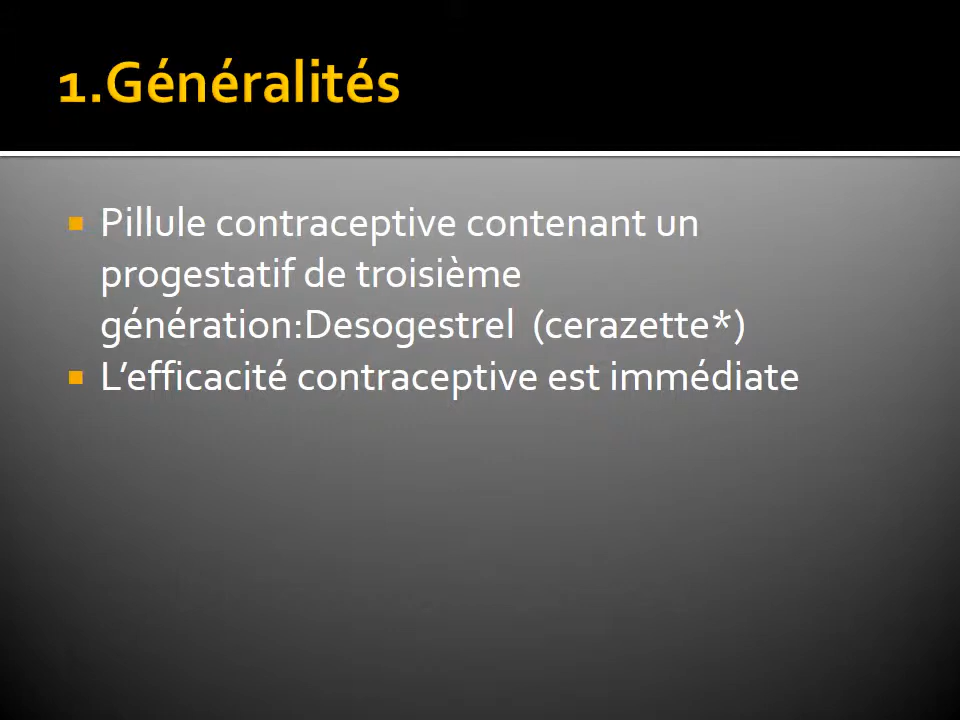 1.Généralités
Pillule contraceptive contenant un
progestatif de troisième
génération:Desogestrel (cerazette*)
L’efficacité contraceptive est immédiate